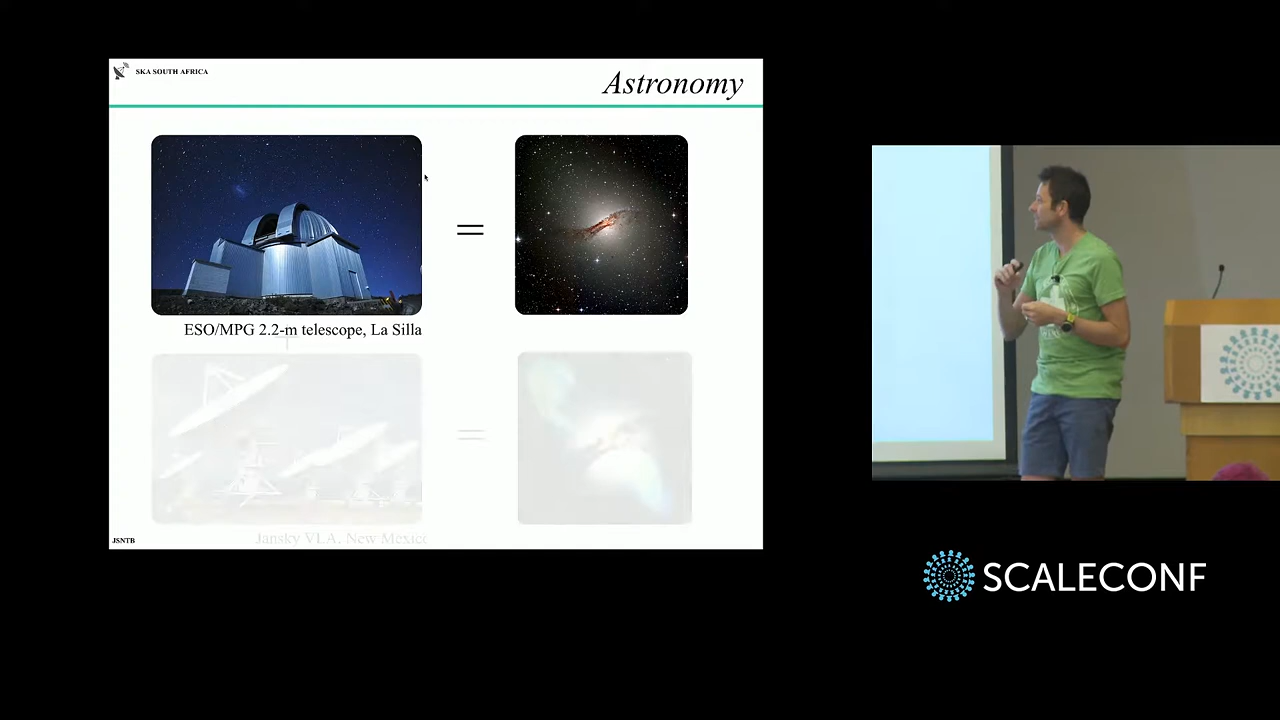 SKA SOUTH AFRICA
Astronomy
=
ESO/MPG 2.2-m telescope, La Silla
+
=
Jansky VLA, New Mexico
JSNTB
SCALECONF